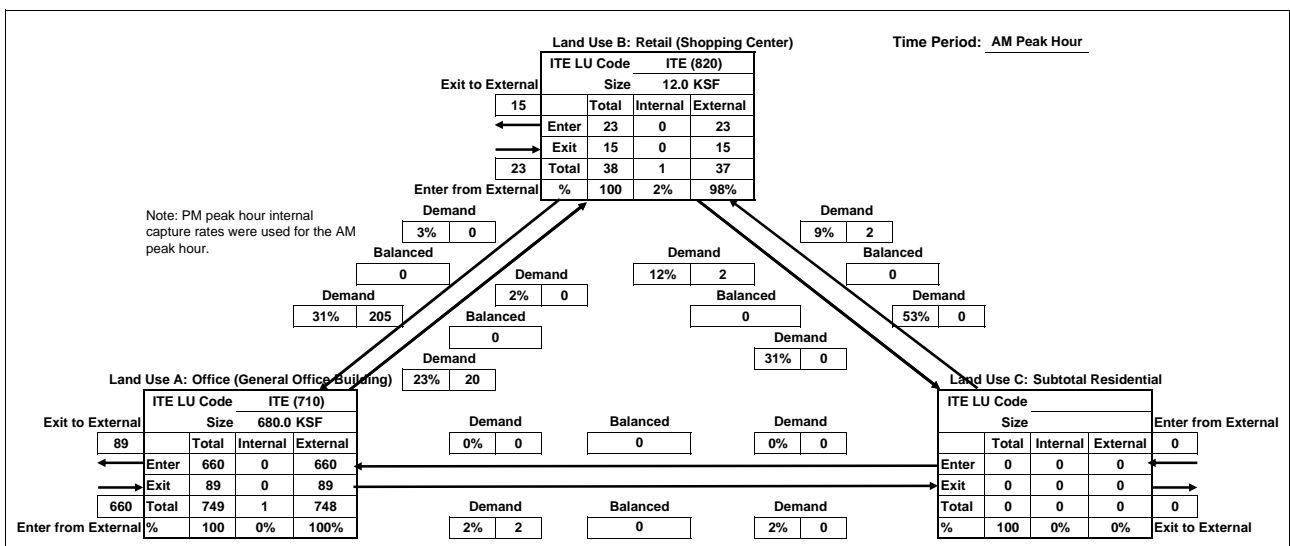 Land Use B: Retail (Shopping Center)
Time Period: AM Peak Hour
ITE LU Code ITE (820)
Exit to External Size 12.0 KSF
15 Total Internal External
Enter 23 0 23
Exit 15 0 15
23 Total 38 1 37
Enter from External % 100 2% 98%
Note: PM peak hour internal
capture rates were used for the AM
peak hour.
Demand Demand
3% 0 9% 2
Balanced Demand Demand Balanced
0 2% 0 12% 2 0
Demand Balanced Balanced Demand
31% 205 0 0 53% 0
Demand Demand
23% 20 31% 0
Land Use A: Office (General Office Building)
ITE LU Code ITE (710)
Exit to External Size 680.0 KSF
89 Total Internal External
Enter 660 0 660
Exit 89 0 89
660 Total 749 1 748
Enter from External % 100 0% 100%
Demand Balanced Demand
0% 0 0 0% 0
Demand Balanced Demand
2% 2 0 2% 0
Land Use C: Subtotal Residential
ITE LU Code
Size Enter from External
Total Internal External 0
Enter 0 0 0
Exit 0 0 0
Total 0 0 0 0
% 100 0% 0% Exit to External